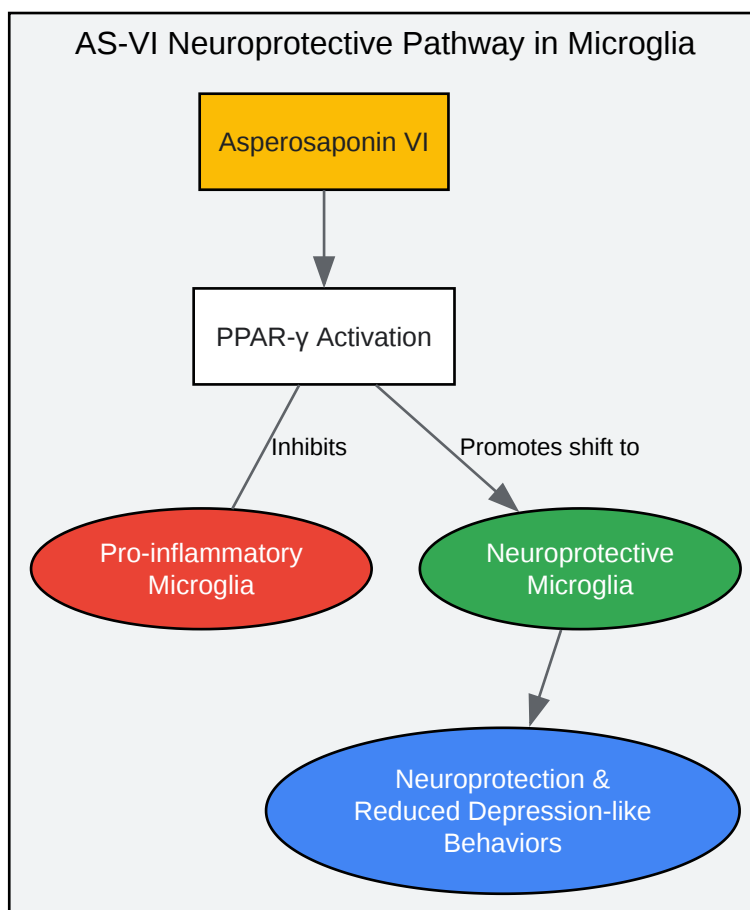 AS-VI Neuroprotective Pathway in Microglia
Asperosaponin VI
PPAR-γ Activation
Inhibits
Promotes shift to
Pro-inflammatory
Microglia
Neuroprotective
Microglia
Neuroprotection &
Reduced Depression-like
Behaviors